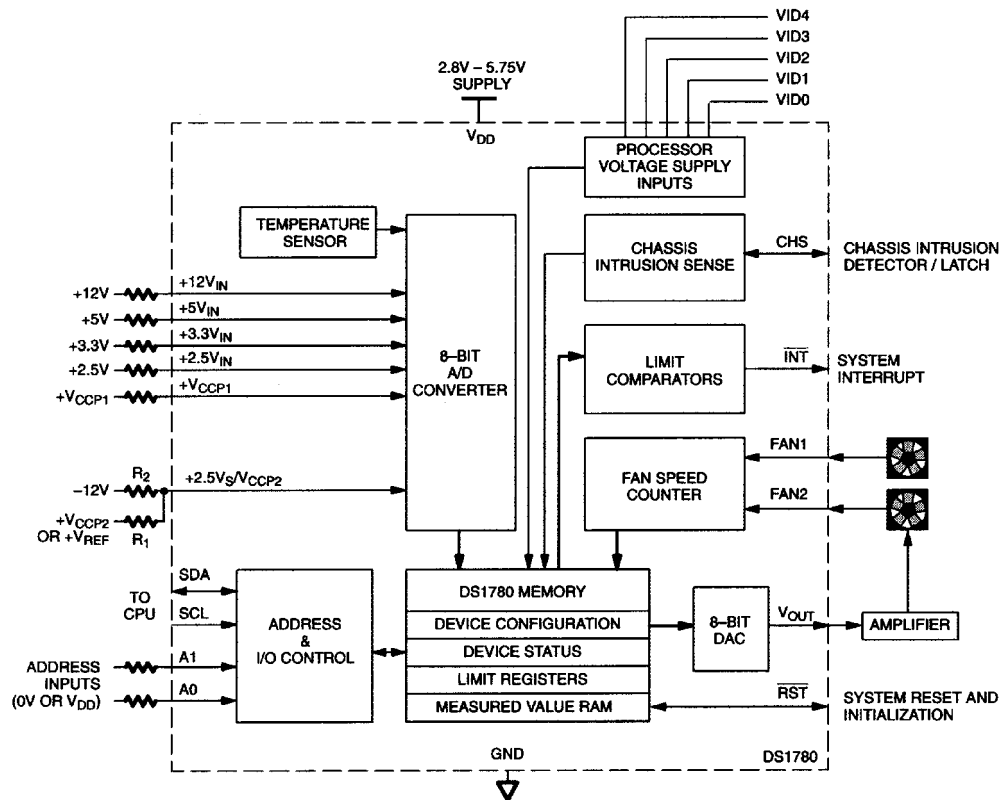 VID4
VID3
VID2
VID1
VID0
2.8V – 5.75V
SUPPLY
VDD
PROCESSOR
VOLTAGE SUPPLY
INPUTS
TEMPERATURE
SENSOR
CHASSIS
INTRUSION SENSE
CHS
CHASSIS INTRUSION
DETECTOR / LATCH
+12V
+12VIN
+5V
+5VIN
+3.3V
+3.3VIN
+2.5V
+2.5VIN
+VCCP1
+VCCP1
8–BIT
A/D
CONVERTER
LIMIT
COMPARATORS
INT
SYSTEM
INTERRUPT
FAN SPEED
COUNTER
FAN1
FAN2
–12V
R2
+2.5VS/VCCP2
+VCCP2
OR +VREF
R1
TO
CPU
SDA
SCL
ADDRESS
INPUTS
(0V OR VDD)
A1
A0
ADDRESS
&
I/O CONTROL
DS1780 MEMORY
DEVICE CONFIGURATION
DEVICE STATUS
LIMIT REGISTERS
MEASURED VALUE RAM
8–BIT
DAC
VOUT
AMPLIFIER
RST
SYSTEM RESET AND
INITIALIZATION
GND
DS1780